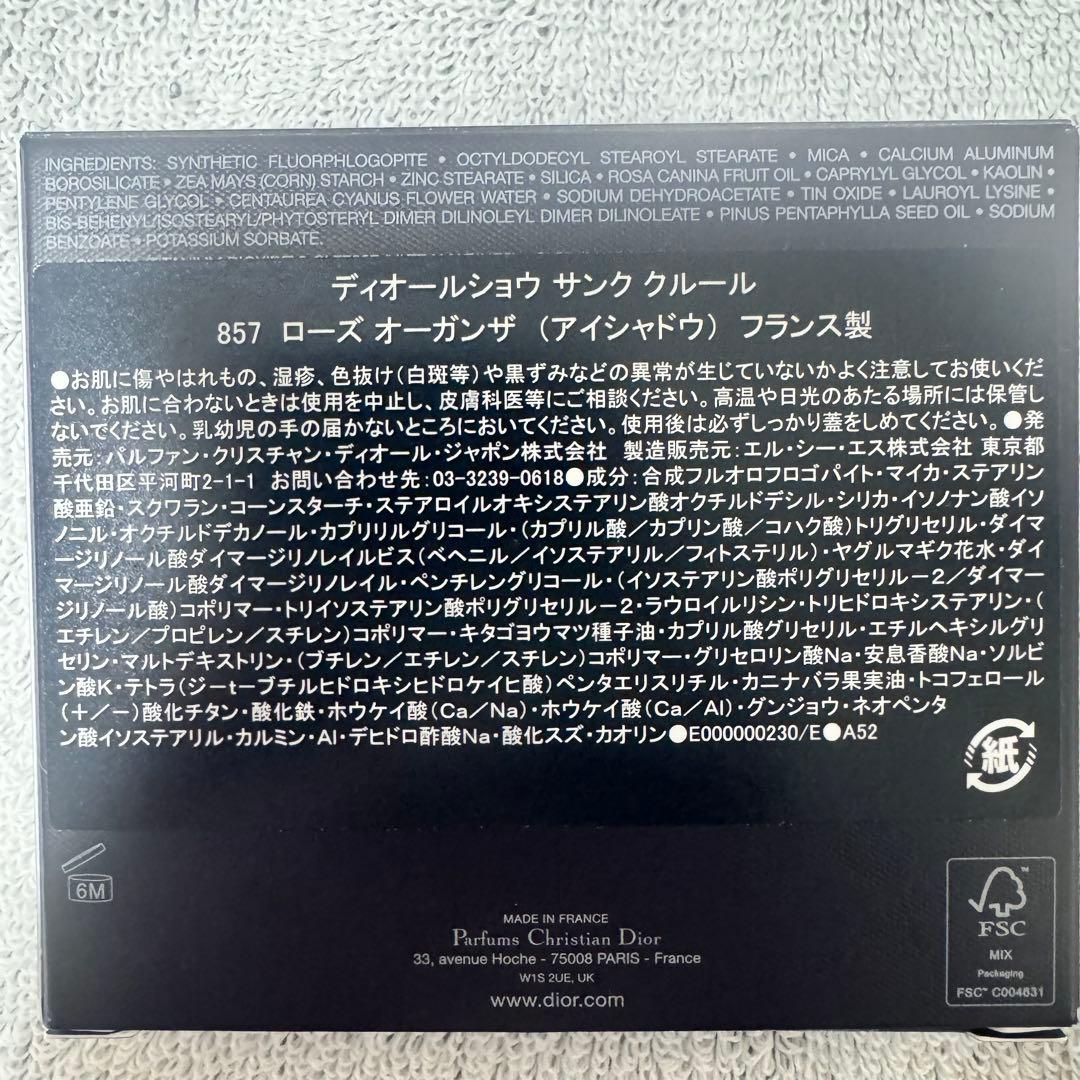 INGREDIENTS: SYNTHETIC FLUORPHLOGOPITE • OCTYLDODECYL STEAROYL STEARATE • MICA • CALCIUM ALUMINUM
BOROSILICATE • ZEA MAYS (CORN) STARCH • ZINC STEARATE • SILICA • ROSA CANINA FRUIT OIL • CAPRYLYL GLYCOL • KAOLIN •
PENTYLENE GLYCOL • CENTAUREA CYANUS FLOWER WATER • SODIUM DEHYDROACETATE • TIN OXIDE • LAUROYL LYSINE •
BIS-BEHENYL/ISOSTEARYL/PHYTOSTERYL DIMER DILINOLEYL DIMER DILINOLEATE • PINUS PENTAPHYLLA SEED OIL • SODIUM
BENZOATE • POTASSIUM SORBATE.
ディオールショウ サンク クルール
857 ローズ オーガンザ （アイシャドウ） フランス製
●お肌に傷やはれもの、湿疹、色抜け（白斑等）や黒ずみなどの異常が生じていないかよく注意してお使いくだ
さい。お肌に合わないときは使用を中止し、皮膚科医等にご相談ください。高温や日光のあたる場所には保管し
ないでください。乳幼児の手の届かないところにおいてください。使用後は必ずしっかり蓋をしめてください。●発
売元：パルファン・クリスチャン・ディオール・ジャポン株式会社 製造販売元：エル・シー・エス株式会社 東京都
千代田区平河町2-1-1 お問い合わせ先：03-3239-0618●成分：合成フルオロフロゴパイト・マイカ・ステアリン
酸亜鉛・スクワラン・コーンスターチ・ステアロイルオキシステアリン酸オクチルドデシル・シリカ・イソノナン酸イソ
ノニル・オクチルドデカノール・カプリリルグリコール・（カプリル酸／カプリン酸／コハク酸）トリグリセリル・ダイマ
ージリノール酸ダイマージリノレイルビス（ベヘニル／イソステアリル／フィトステリル）・ヤグルマギク花水・ダイ
マージリノール酸ダイマージリノレイル・ペンチレングリコール・（イソステアリン酸ポリグリセリル－2／ダイマー
ジリノール酸）コポリマー・トリイソステアリン酸ポリグリセリル－2・ラウロイルリシン・トリヒドロキシステアリン・（
エチレン／プロピレン／スチレン）コポリマー・キタゴヨウマツ種子油・カプリル酸グリセリル・エチルヘキシルグリ
セリン・マルトデキストリン・（ブチレン／エチレン／スチレン）コポリマー・グリセロリン酸Na・安息香酸Na・ソルビ
ン酸K・テトラ（ジーtーブチルヒドロキシヒドロケイヒ酸）ペンタエリスリチル・カニナバラ果実油・トコフェロール
（＋／－）酸化チタン・酸化鉄・ホウケイ酸（Ca／Na）・ホウケイ酸（Ca／Al）・グンジョウ・ネオペンタ
ン酸イソステアリル・カルミン・Al・デヒドロ酢酸Na・酸化スズ・カオリン●E000000230/E●A52
紙
6M
MADE IN FRANCE
Parfums Christian Dior
33, avenue Hoche - 75008 PARIS - France
W1S 2UE, UK
www.dior.com
FSC
MIX
Packaging
FSC™ C004631